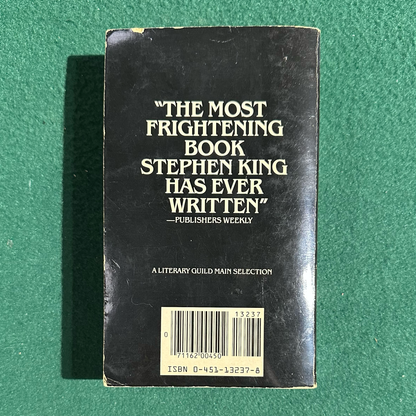 "THE MOST
FRIGHTENING
BOOK
STEPHEN KING
HAS EVER
WRITTEN"
—PUBLISHERS WEEKLY
A LITERARY GUILD MAIN SELECTION
13237
0
71162 00450
ISBN 0-451-13237-8